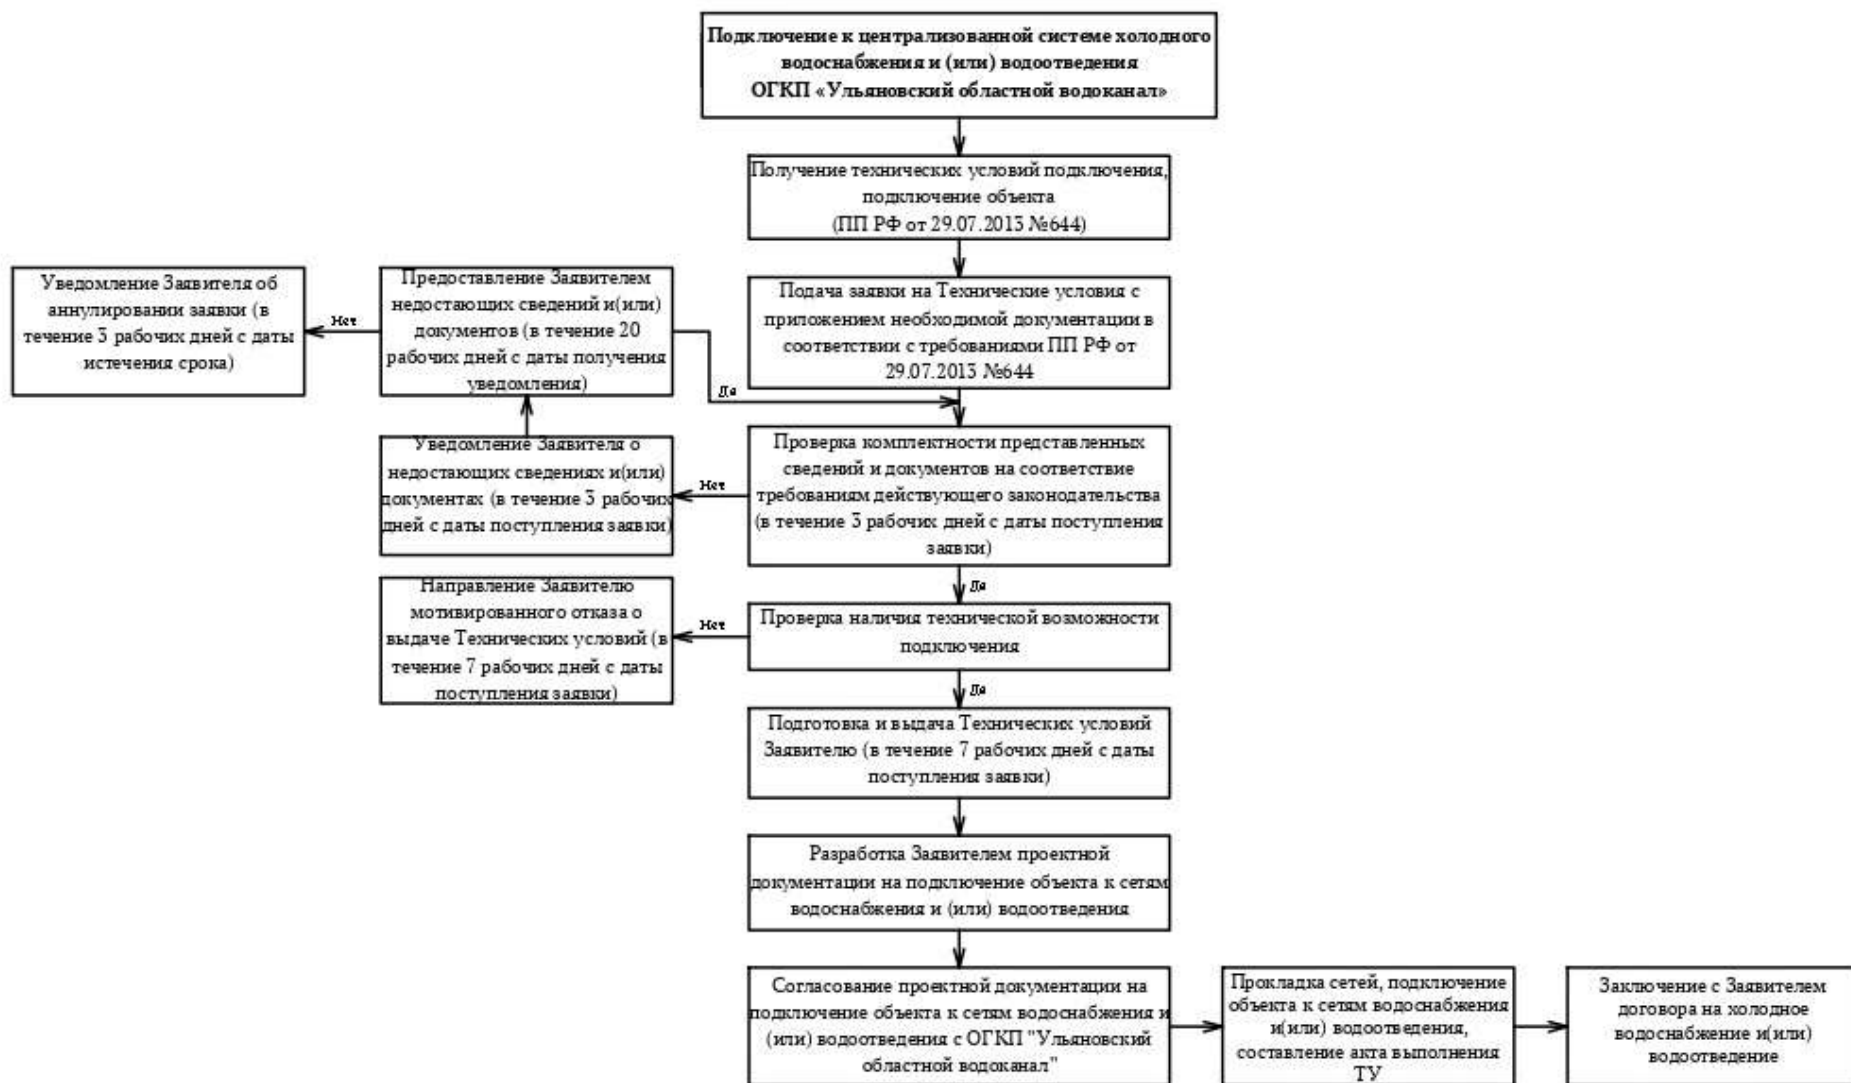 Подключение к централизованной системе холодного
водоснабжения и (или) водоотведения
ОГКП «Ульяновский областной водоканал»
Получение технических условий подключения,
подключение объекта
(ПП РФ от 29.07.2013 №644)
Подача заявки на Технические условия с
приложением необходимой документации в
соответствии с требованиями ПП РФ от
29.07.2013 №644
Предоставление Заявителем
недостающих сведений и(или)
документов (в течение 20
рабочих дней с даты получения
уведомления)
Нет
Уведомление Заявителя об
аннулировании заявки (в
течение 3 рабочих дней с даты
истечения срока)
Да
Проверка комплектности представленных
сведений и документов на соответствие
требованиям действующего законодательства
(в течение 3 рабочих дней с даты поступления
заявки)
Нет
Уведомление Заявителя о
недостающих сведениях и(или)
документах (в течение 3 рабочих
дней с даты поступления заявки)
Да
Проверка наличия технической возможности
подключения
Нет
Направление Заявителю
мотивированного отказа о
выдаче Технических условий (в
течение 7 рабочих дней с даты
поступления заявки)
Да
Подготовка и выдача Технических условий
Заявителю (в течение 7 рабочих дней с даты
поступления заявки)
Разработка Заявителем проектной
документации на подключение объекта к сетям
водоснабжения и (или) водоотведения
Согласование проектной документации на
подключение объекта к сетям водоснабжения и
(или) водоотведения с ОГКП "Ульяновский
областной водоканал"
Прокладка сетей, подключение
объекта к сетям водоснабжения
и(или) водоотведения,
составление акта выполнения
ТУ
Заключение с Заявителем
договора на холодное
водоснабжение и(или)
водоотведение